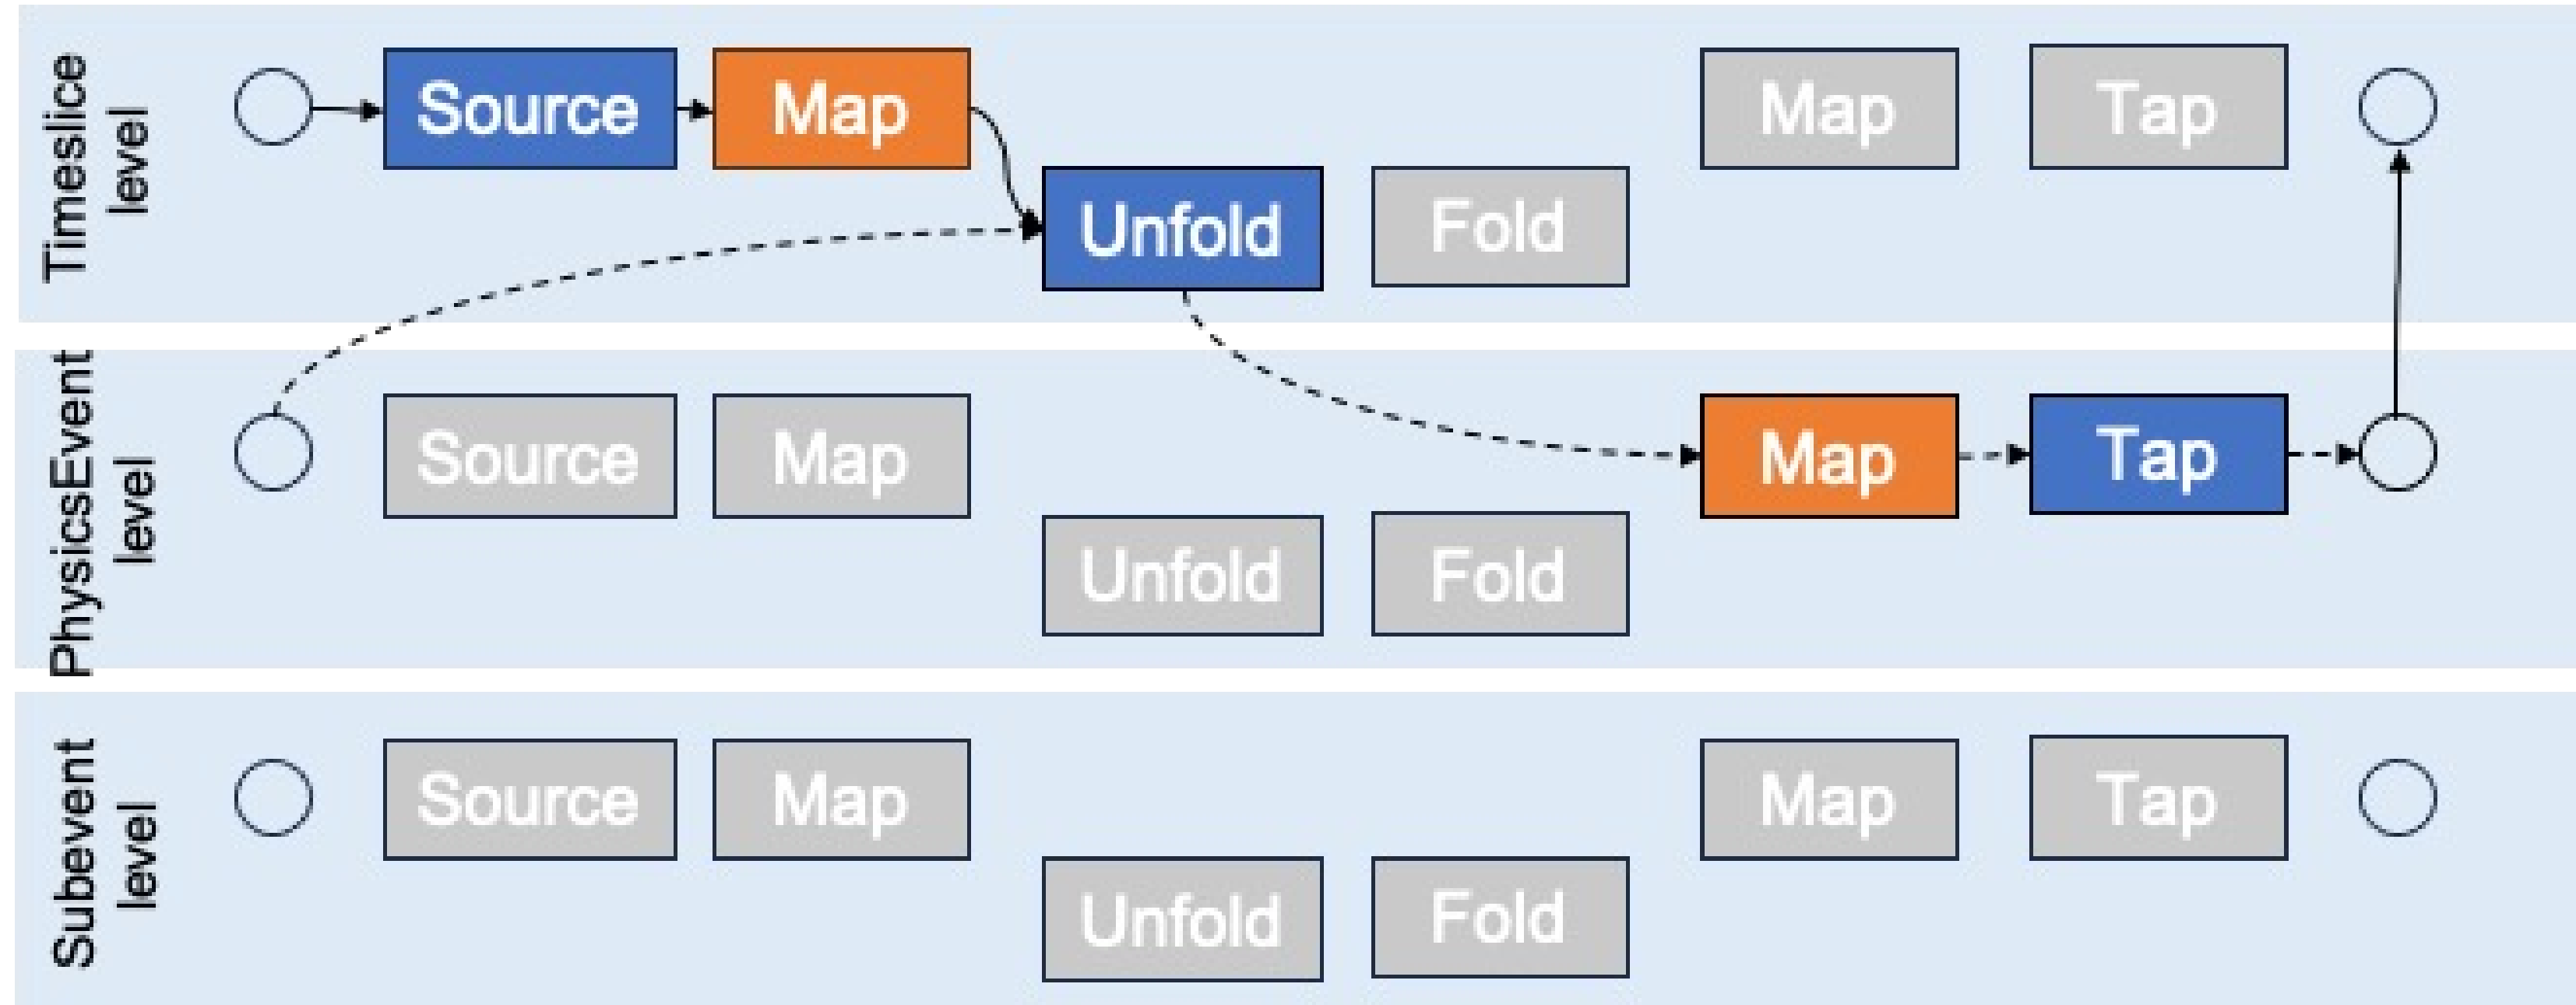 Timeslice
level
Source
Map
Unfold
Fold
Map
Tap
PhysicsEvent
level
Source
Map
Unfold
Fold
Map
Tap
Subevent
level
Source
Map
Unfold
Fold
Map
Tap